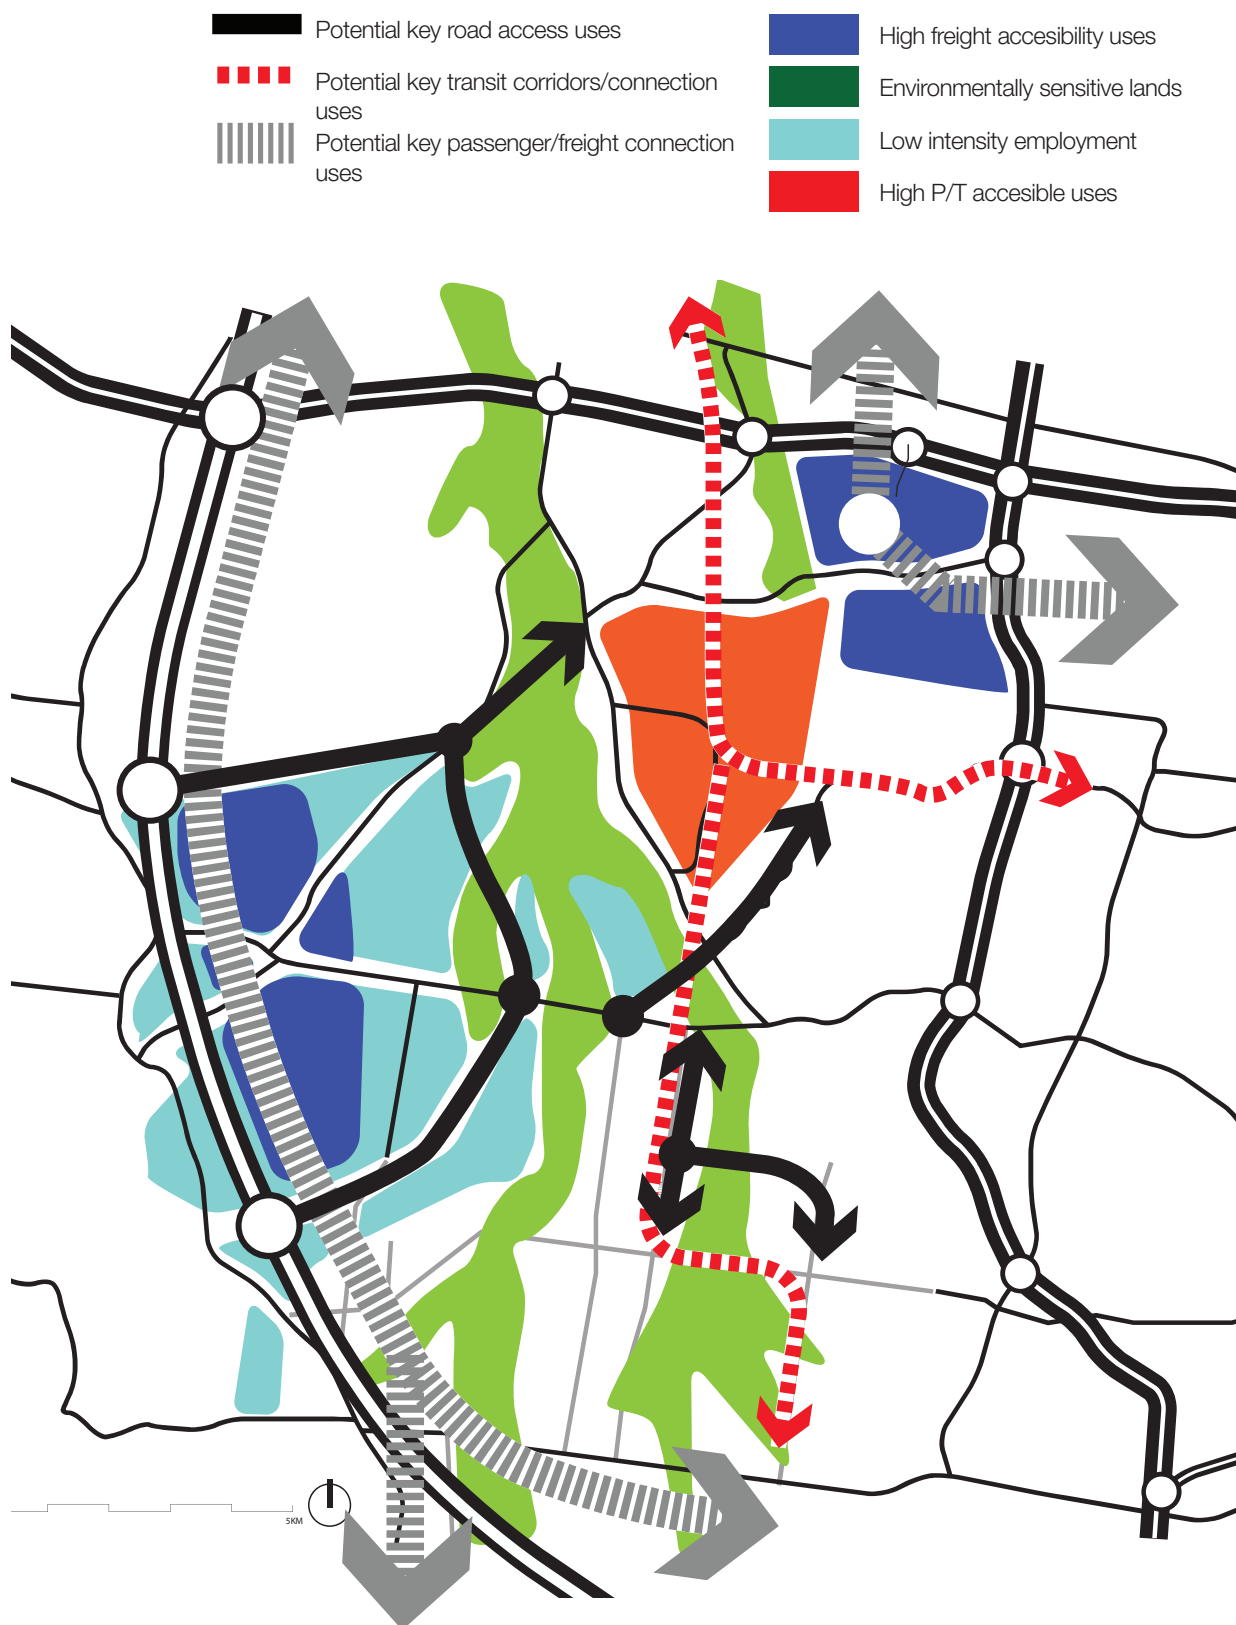 Potential key road access uses
Potential key transit corridors/connection
uses
Potential key passenger/freight connection
uses
High freight accesibility uses
Environmentally sensitive lands
Low intensity employment
High P/T accesible uses
5KM